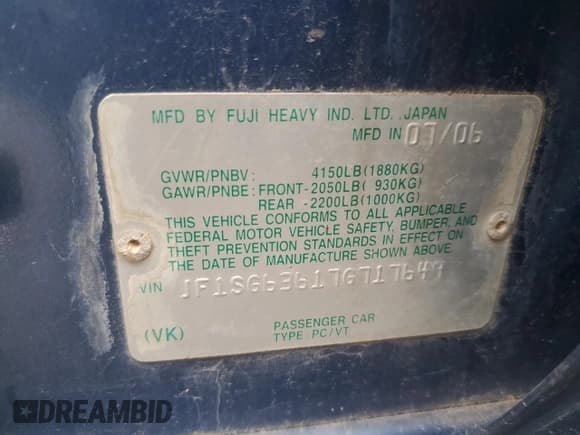 MFD BY FUJI HEAVY IND. LTD. JAPAN
MFD IN 07/06
GVWR/PNBV: 4150LB(1880KG)
GAWR/PNBE: FRONT-2050LB( 930KG)
REAR -2200LB(1000KG)
THIS VEHICLE CONFORMS TO ALL APPLICABLE
FEDERAL MOTOR VEHICLE SAFETY, BUMPER, AND
THEFT PREVENTION STANDARDS IN EFFECT ON
THE DATE OF MANUFACTURE SHOWN ABOVE.
VIN
(VK)
PASSENGER CAR
TYPE PC/VT
DREAMBID